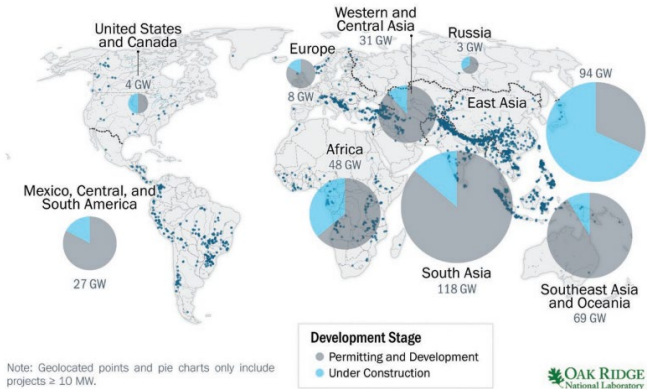 Western and
Central Asia
31 GW
United States
and Canada
4 GW
Europe
8 GW
Russia
3 GW
94 GW
East Asia
Africa
48 GW
Mexico, Central, and
South America
27 GW
South Asia
118 GW
Southeast Asia
and Oceania
69 GW
Development Stage
Permitting and Development
Under Construction
Note: Geolocated points and pie charts only include
projects ≥ 10 MW.
OAK RIDGE
National Laboratory